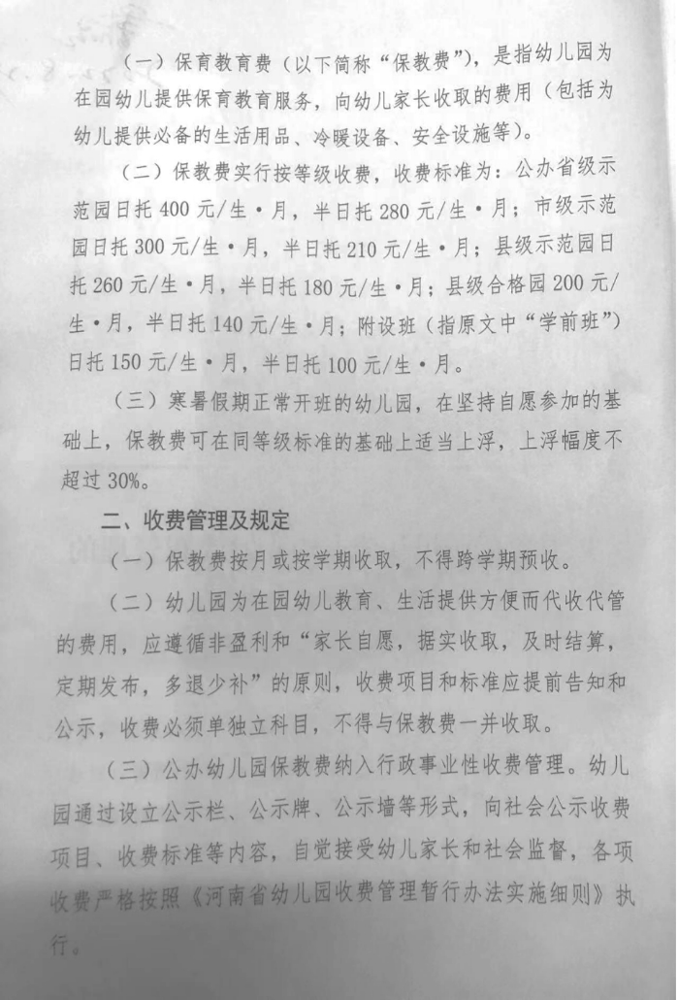 （一）保育教育费（以下简称“保教费”），是指幼儿园为
在园幼儿提供保育教育服务，向幼儿家长收取的费用（包括为
幼儿提供必备的生活用品、冷暖设备、安全设施等）。
（二）保教费实行按等级收费，收费标准为：公办省级示
范园日托 400 元/生·月，半日托 280 元/生·月；市级示范
园日托 300 元/生·月，半日托 210 元/生·月；县级示范园日
托 260 元/生·月，半日托 180 元/生·月；县级合格园 200 元/
生·月，半日托 140 元/生·月；附设班（指原文中“学前班”）
日托 150 元/生·月，半日托 100 元/生·月。
（三）寒暑假期正常开班的幼儿园，在坚持自愿参加的基
础上，保教费可在同等级标准的基础上适当上浮，上浮幅度不
超过 30%。
二、收费管理及规定
（一）保教费按月或按学期收取，不得跨学期预收。
（二）幼儿园为在园幼儿教育、生活提供方便而代收代管
的费用，应遵循非盈利和“家长自愿，据实收取，及时结算，
定期发布，多退少补”的原则，收费项目和标准应提前告知和
公示，收费必须单独立科目，不得与保教费一并收取。
（三）公办幼儿园保教费纳入行政事业性收费管理。幼儿
园通过设立公示栏、公示牌、公示墙等形式，向社会公示收费
项目、收费标准等内容，自觉接受幼儿家长和社会监督，各项
收费严格按照《河南省幼儿园收费管理暂行办法实施细则》执
行。